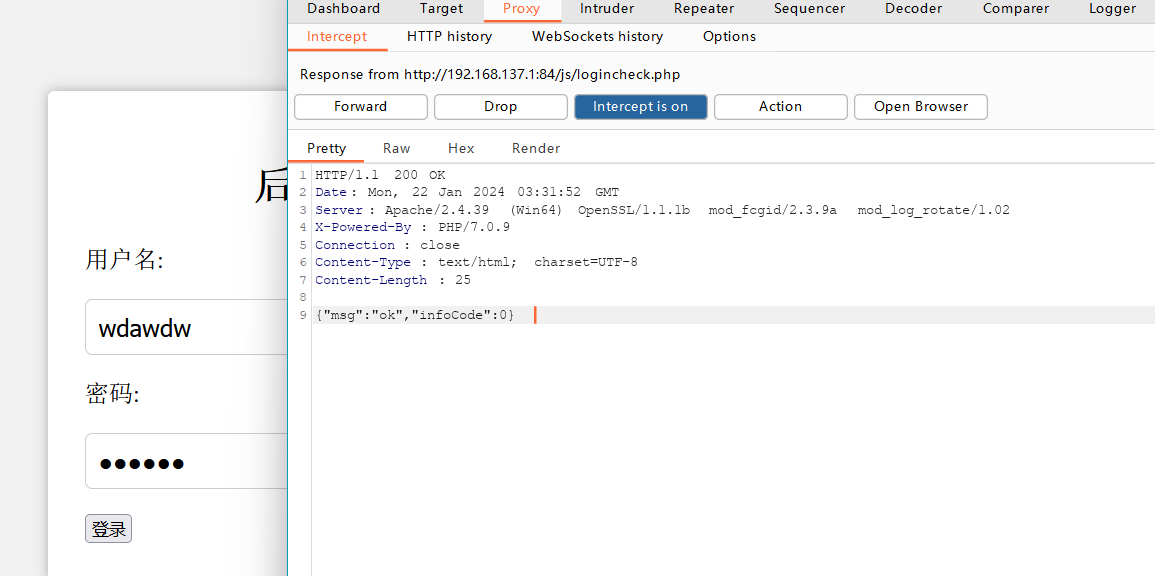 Dashboard Target Proxy Intruder Repeater Sequencer Decoder Comparer Logger
Intercept HTTP history WebSockets history Options
Response from http://192.168.137.1:84/js/logincheck.php
Forward Drop Intercept is on Action Open Browser
Pretty Raw Hex Render
1 HTTP/1.1 200 OK
2 Date: Mon, 22 Jan 2024 03:31:52 GMT
3 Server: Apache/2.4.39 (Win64) OpenSSL/1.1.1b mod_fcgid/2.3.9a mod_log_rotate/1.02
4 X-Powered-By: PHP/7.0.9
5 Connection: close
6 Content-Type: text/html; charset=UTF-8
7 Content-Length: 25
8
9 {"msg":"ok","infoCode":0}
后
用户名:
wdawdw
密码:
●●●●●●
登录